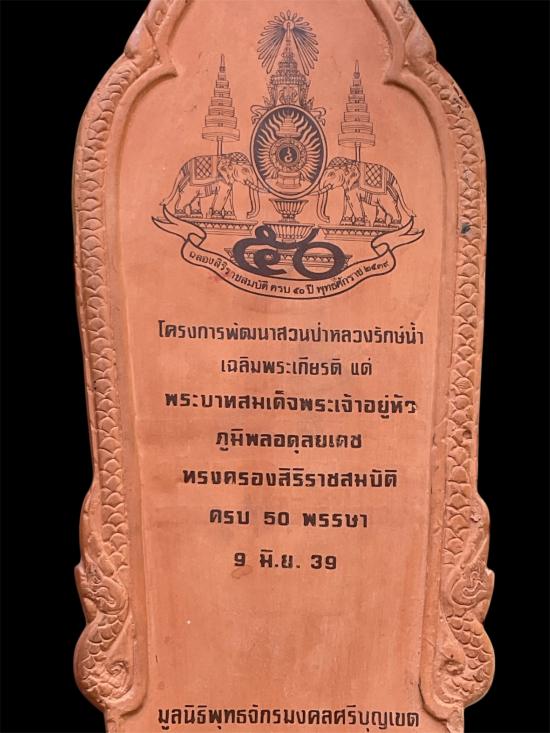 ๕๐
ฉลองสิริราชสมบัติ ครบ ๕๐ ปี พุทธศักราช ๒๕๓๙
โครงการพัฒนาสวนป่าหลวงรักษ์น้ำ
เฉลิมพระเกียรติ แด่
พระบาทสมเด็จพระเจ้าอยู่หัว
ภูมิพลอดุลยเดช
ทรงครองสิริราชสมบัติ
ครบ 50 พรรษา
9 มิ.ย. 39
มูลนิธิพุทธจักรมงคลศรีบุญเขต